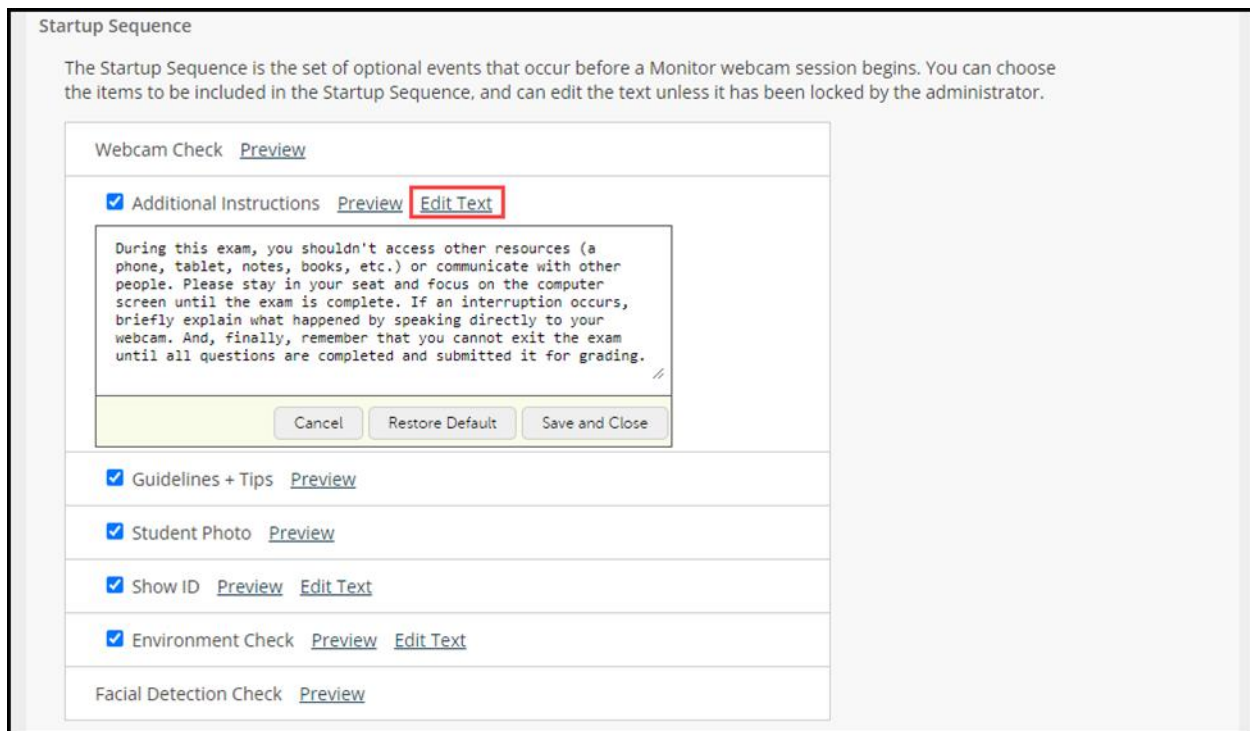 Startup Sequence
The Startup Sequence is the set of optional events that occur before a Monitor webcam session begins. You can choose
the items to be included in the Startup Sequence, and can edit the text unless it has been locked by the administrator.
Webcam Check Preview
Additional Instructions Preview Edit Text
During this exam, you shouldn't access other resources (a
phone, tablet, notes, books, etc.) or communicate with other
people. Please stay in your seat and focus on the computer
screen until the exam is complete. If an interruption occurs,
briefly explain what happened by speaking directly to your
webcam. And, finally, remember that you cannot exit the exam
until all questions are completed and submitted it for grading.
Cancel Restore Default Save and Close
Guidelines + Tips Preview
Student Photo Preview
Show ID Preview Edit Text
Environment Check Preview Edit Text
Facial Detection Check Preview